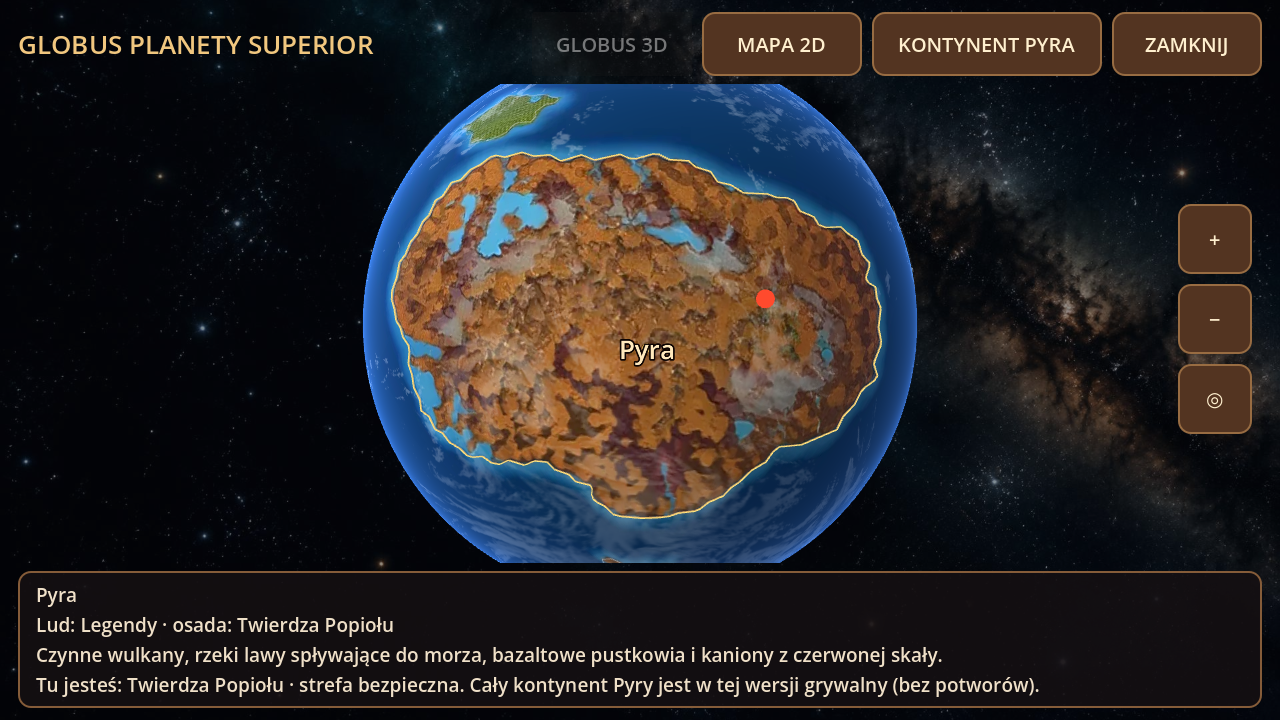 GLOBUS PLANETY SUPERIOR
GLOBUS 3D
MAPA 2D
KONTYNENT PYRA
ZAMKNIJ
+
−
◎
Pyra
Pyra
Lud: Legendy · osada: Twierdza Popiołu
Czynne wulkany, rzeki lawy spływające do morza, bazaltowe pustkowia i kaniony z czerwonej skały.
Tu jesteś: Twierdza Popiołu · strefa bezpieczna. Cały kontynent Pyry jest w tej wersji grywalny (bez potworów).